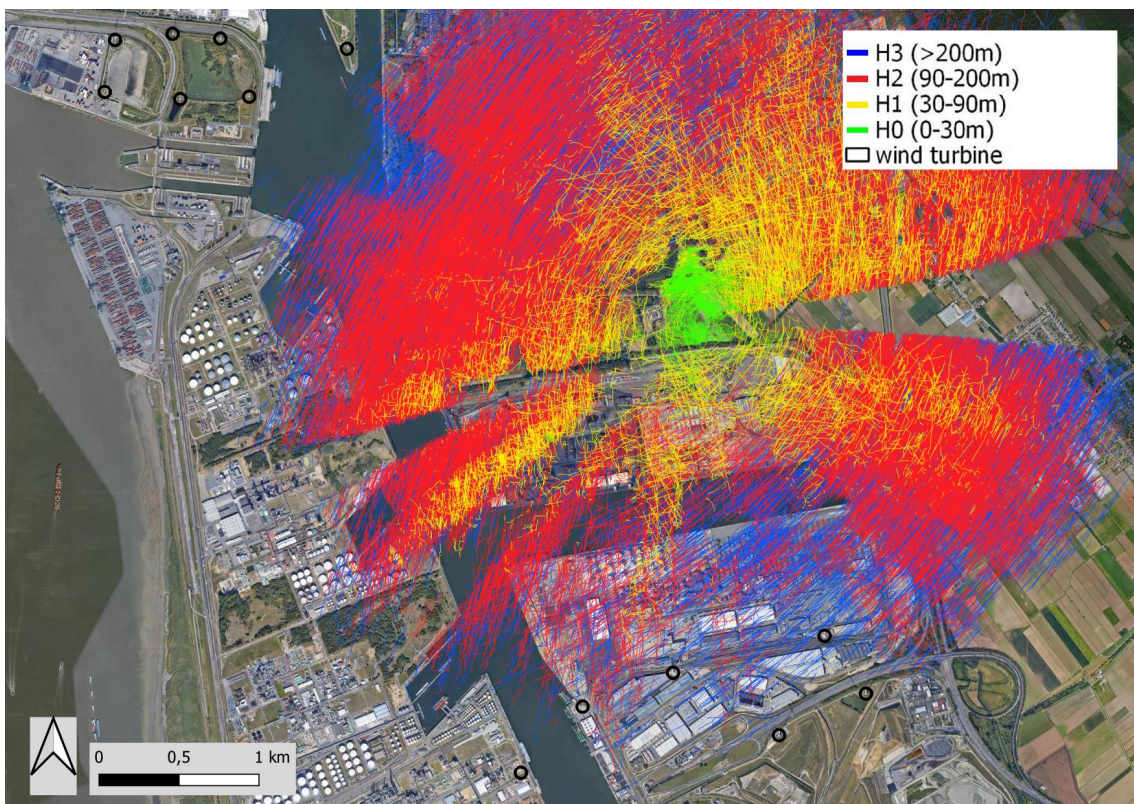 H3 (>200m)
H2 (90-200m)
H1 (30-90m)
H0 (0-30m)
wind turbine
0 0,5 1 km